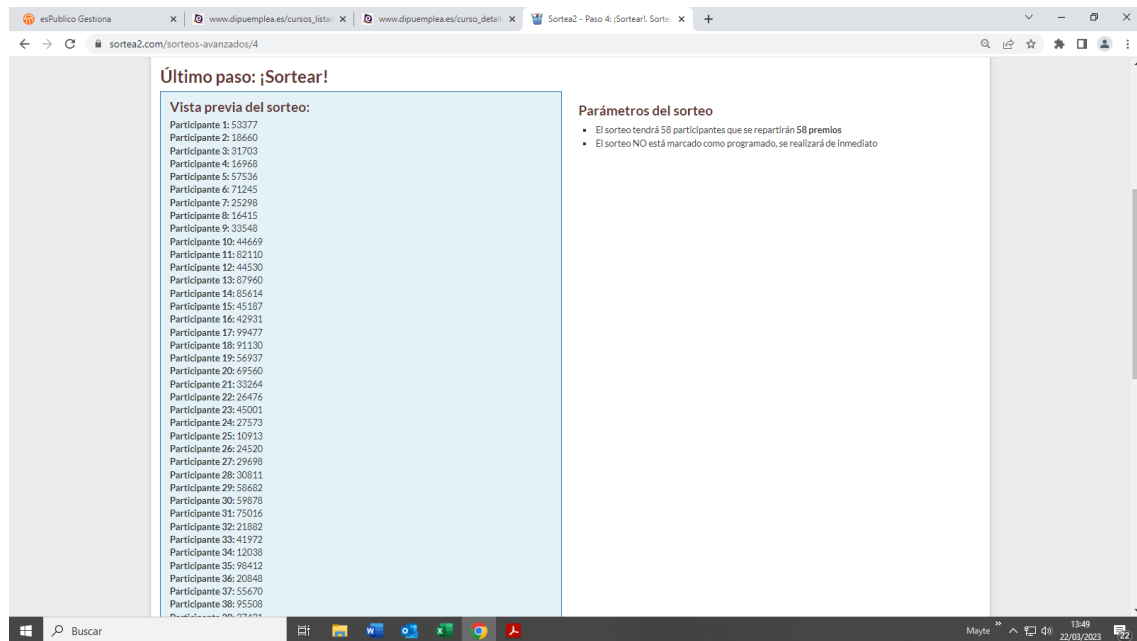 esPublico Gestiona
www.dipuemplea.es/cursos_lista
www.dipuemplea.es/curso_detall
Sortea2 - Paso 4: ¡Sortear!. Sorte
sortea2.com/sorteos-avanzados/4
Último paso: ¡Sortear!
Vista previa del sorteo:
Participante 1: 53377
Participante 2: 18660
Participante 3: 31703
Participante 4: 16968
Participante 5: 57536
Participante 6: 71245
Participante 7: 25298
Participante 8: 16415
Participante 9: 33548
Participante 10: 44669
Participante 11: 82110
Participante 12: 44530
Participante 13: 87960
Participante 14: 85614
Participante 15: 45187
Participante 16: 42931
Participante 17: 99477
Participante 18: 91130
Participante 19: 56937
Participante 20: 69560
Participante 21: 33264
Participante 22: 26476
Participante 23: 45001
Participante 24: 27573
Participante 25: 10913
Participante 26: 24520
Participante 27: 29698
Participante 28: 30811
Participante 29: 58682
Participante 30: 59878
Participante 31: 75016
Participante 32: 21882
Participante 33: 41972
Participante 34: 12038
Participante 35: 98412
Participante 36: 20848
Participante 37: 55670
Participante 38: 95508
Parámetros del sorteo
El sorteo tendrá 58 participantes que se repartirán 58 premios
El sorteo NO está marcado como programado, se realizará de inmediato
Buscar
Mayte
13:49
22/03/2023
22